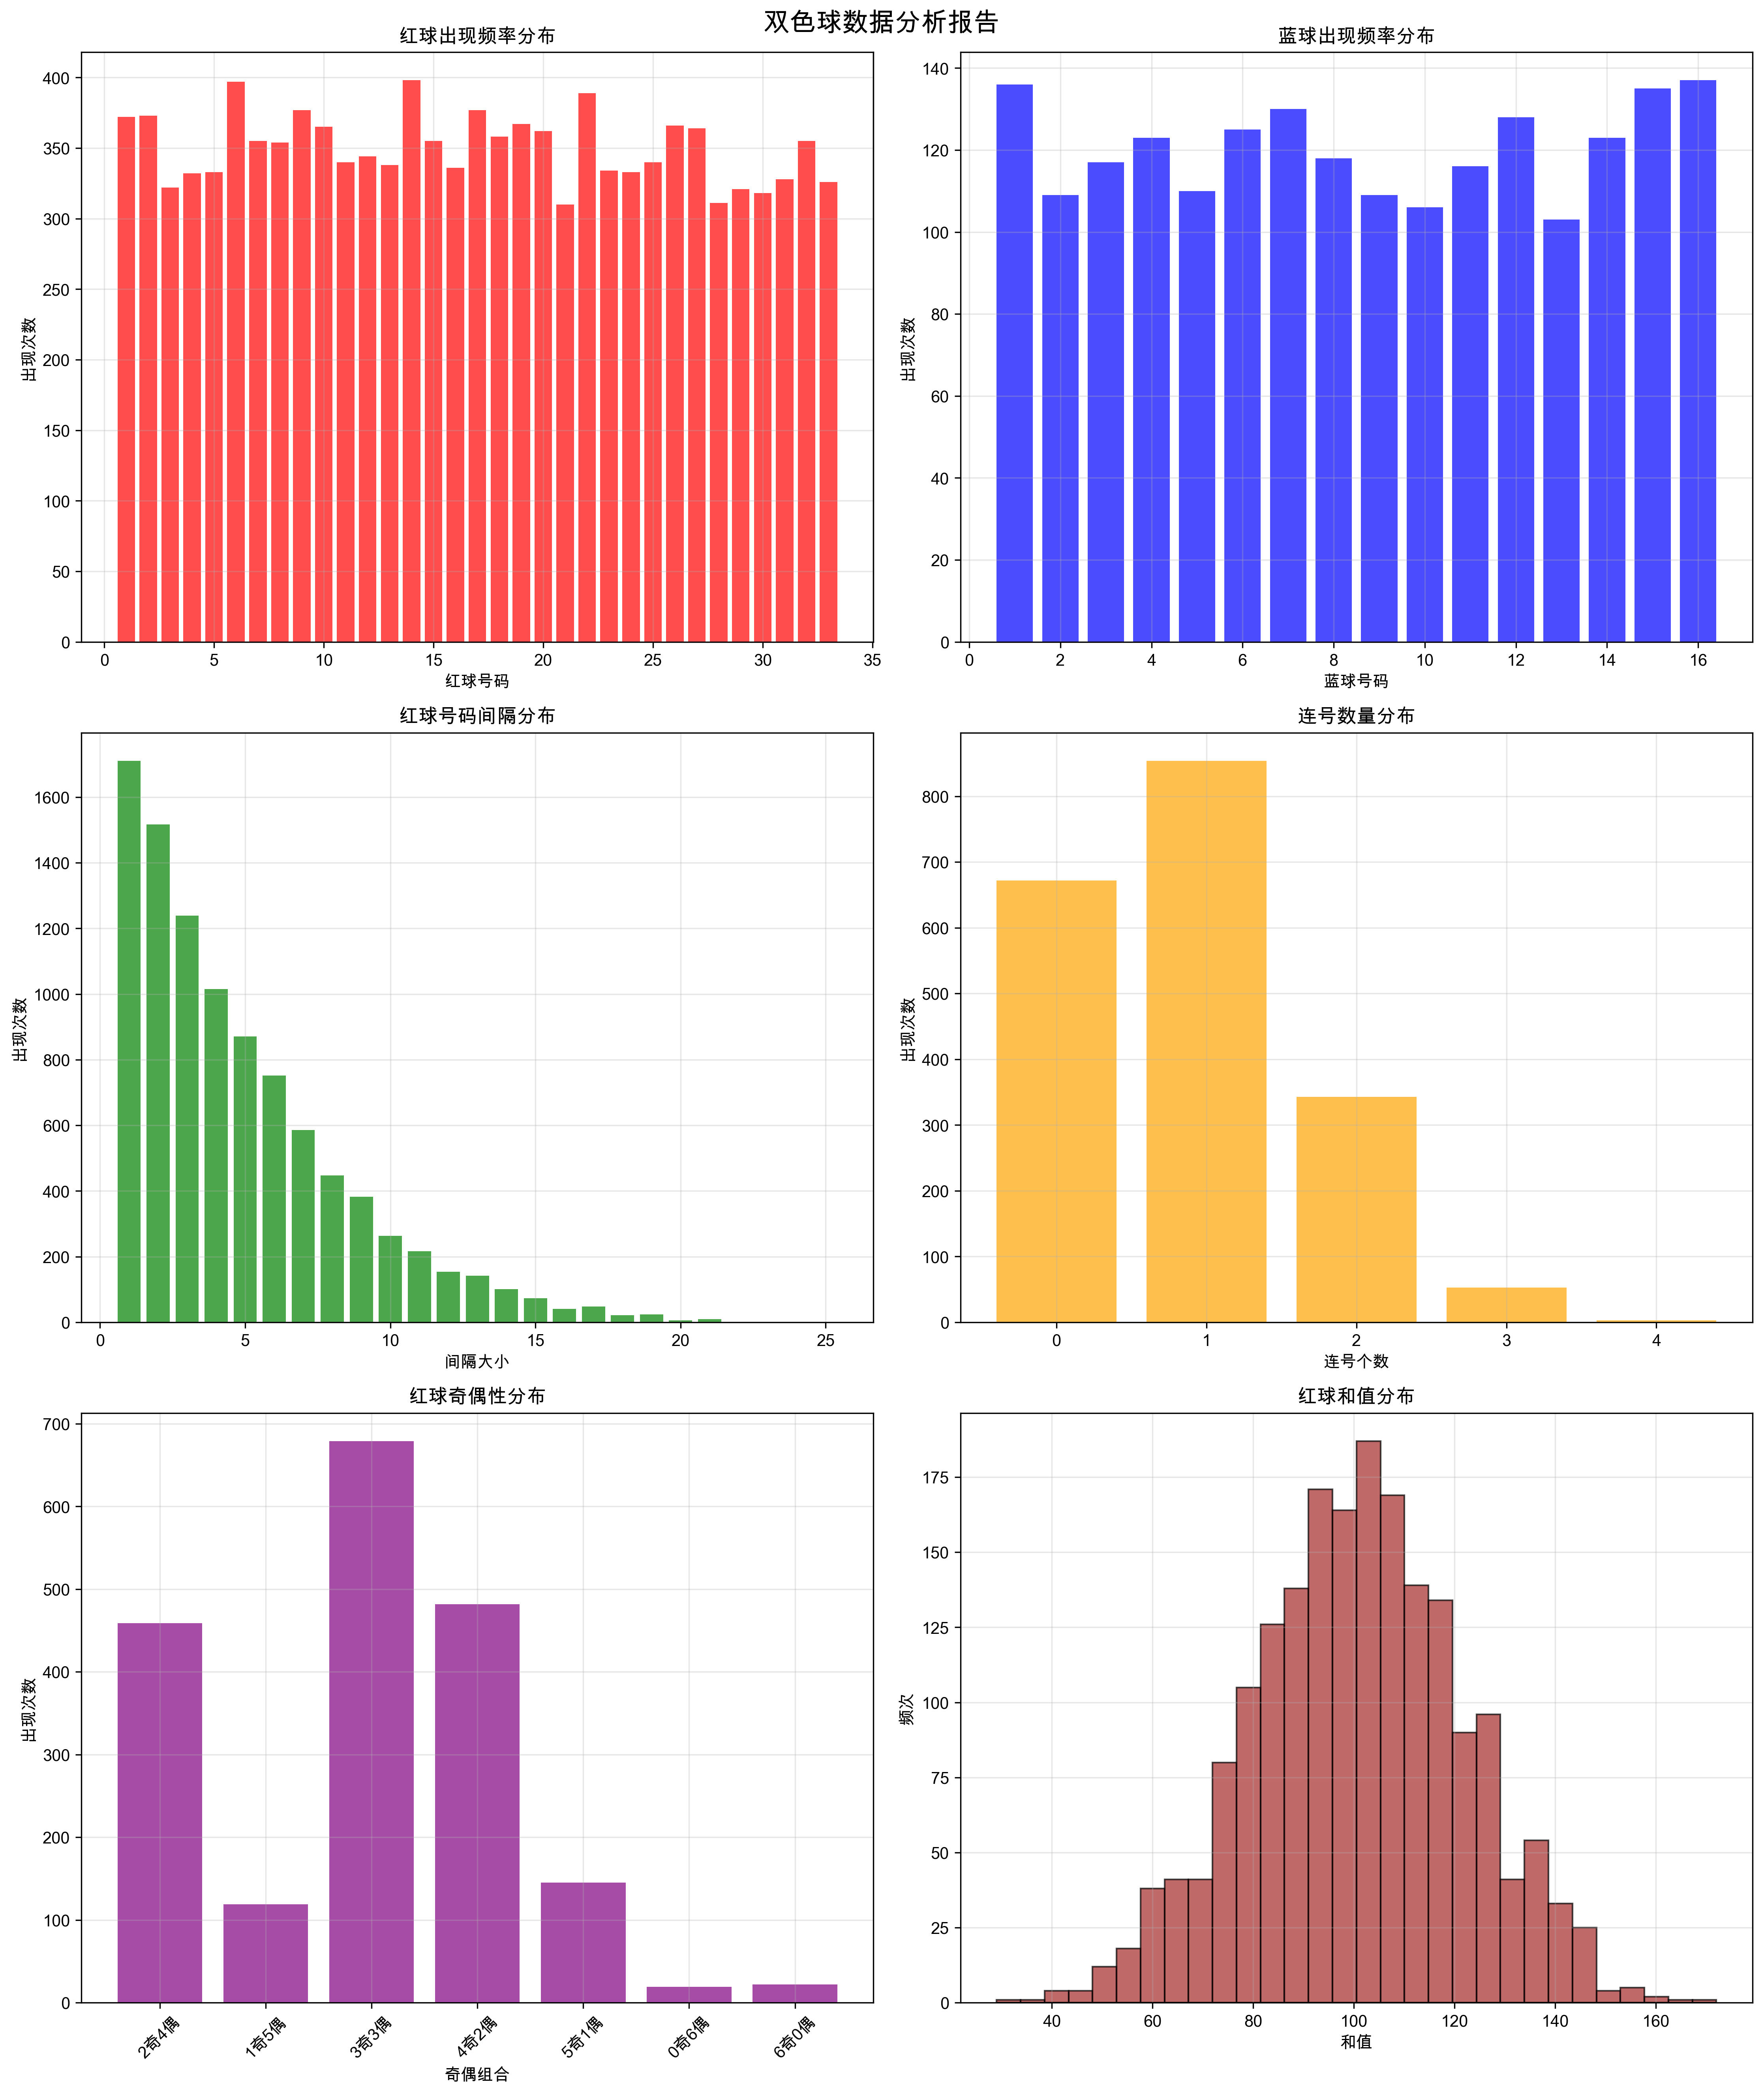 双色球数据分析报告
红球出现频率分布
出现次数
400
350
300
250
200
150
100
50
0
0 5 10 15 20 25 30 35
红球号码
蓝球出现频率分布
出现次数
140
120
100
80
60
40
20
0
0 2 4 6 8 10 12 14 16
蓝球号码
红球号码间隔分布
出现次数
1600
1400
1200
1000
800
600
400
200
0
0 5 10 15 20 25
间隔大小
连号数量分布
出现次数
800
700
600
500
400
300
200
100
0
0 1 2 3 4
连号个数
红球奇偶性分布
出现次数
700
600
500
400
300
200
100
0
2奇4偶 1奇5偶 3奇3偶 4奇2偶 5奇1偶 0奇6偶 6奇0偶
奇偶组合
红球和值分布
频次
175
150
125
100
75
50
25
0
40 60 80 100 120 140 160
和值